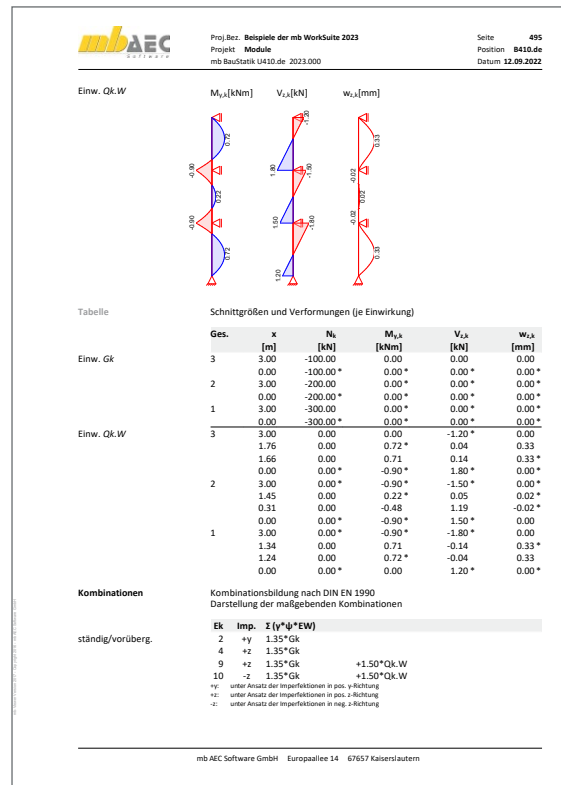 mb AEC
Software
Proj.Bez. Beispiele der mb WorkSuite 2023 Seite 495
Projekt Module Position B410.de
mb BauStatik U410.de 2023.000 Datum 12.09.2022
Einw. Qk.W My,k[kNm] Vz,k[kN] wz,k[mm]
0.72 -1.20 0.33
-0.90 1.80 -1.50 -0.02
0.22 0.02
-0.90 1.50 -1.80 -0.02
0.72 1.20 0.33
Tabelle Schnittgrößen und Verformungen (je Einwirkung)
Ges. x Nk My,k Vz,k wz,k
[m] [kN] [kNm] [kN] [mm]
Einw. Gk 3 3.00 -100.00 0.00 0.00 0.00
0.00 -100.00 * 0.00 * 0.00 * 0.00 *
2 3.00 -200.00 0.00 0.00 0.00
0.00 -200.00 * 0.00 * 0.00 * 0.00 *
1 3.00 -300.00 0.00 0.00 0.00
0.00 -300.00 * 0.00 * 0.00 * 0.00 *
Einw. Qk.W 3 3.00 0.00 0.00 -1.20 * 0.00
1.76 0.00 0.72 * 0.04 0.33
1.66 0.00 0.71 0.14 0.33 *
0.00 0.00 * -0.90 * 1.80 * 0.00
2 3.00 0.00 * -0.90 * -1.50 * 0.00
1.45 0.00 0.22 * 0.05 0.02 *
0.31 0.00 -0.48 1.19 -0.02 *
0.00 0.00 * -0.90 * 1.50 * 0.00
1 3.00 0.00 * -0.90 * -1.80 * 0.00
1.34 0.00 0.71 -0.14 0.33 *
1.24 0.00 0.72 * -0.04 0.33
0.00 0.00 * 0.00 1.20 * 0.00
Kombinationen Kombinationsbildung nach DIN EN 1990
Darstellung der maßgebenden Kombinationen
Ek Imp. Σ (γ*ψ*EW)
ständig/vorüberg. 2 +y 1.35*Gk
4 +z 1.35*Gk
9 +z 1.35*Gk +1.50*Qk.W
10 -z 1.35*Gk +1.50*Qk.W
+y: unter Ansatz der Imperfektionen in pos. y-Richtung
+z: unter Ansatz der Imperfektionen in pos. z-Richtung
-z: unter Ansatz der Imperfektionen in neg. z-Richtung
mb AEC Software GmbH Europaallee 14 67657 Kaiserslautern